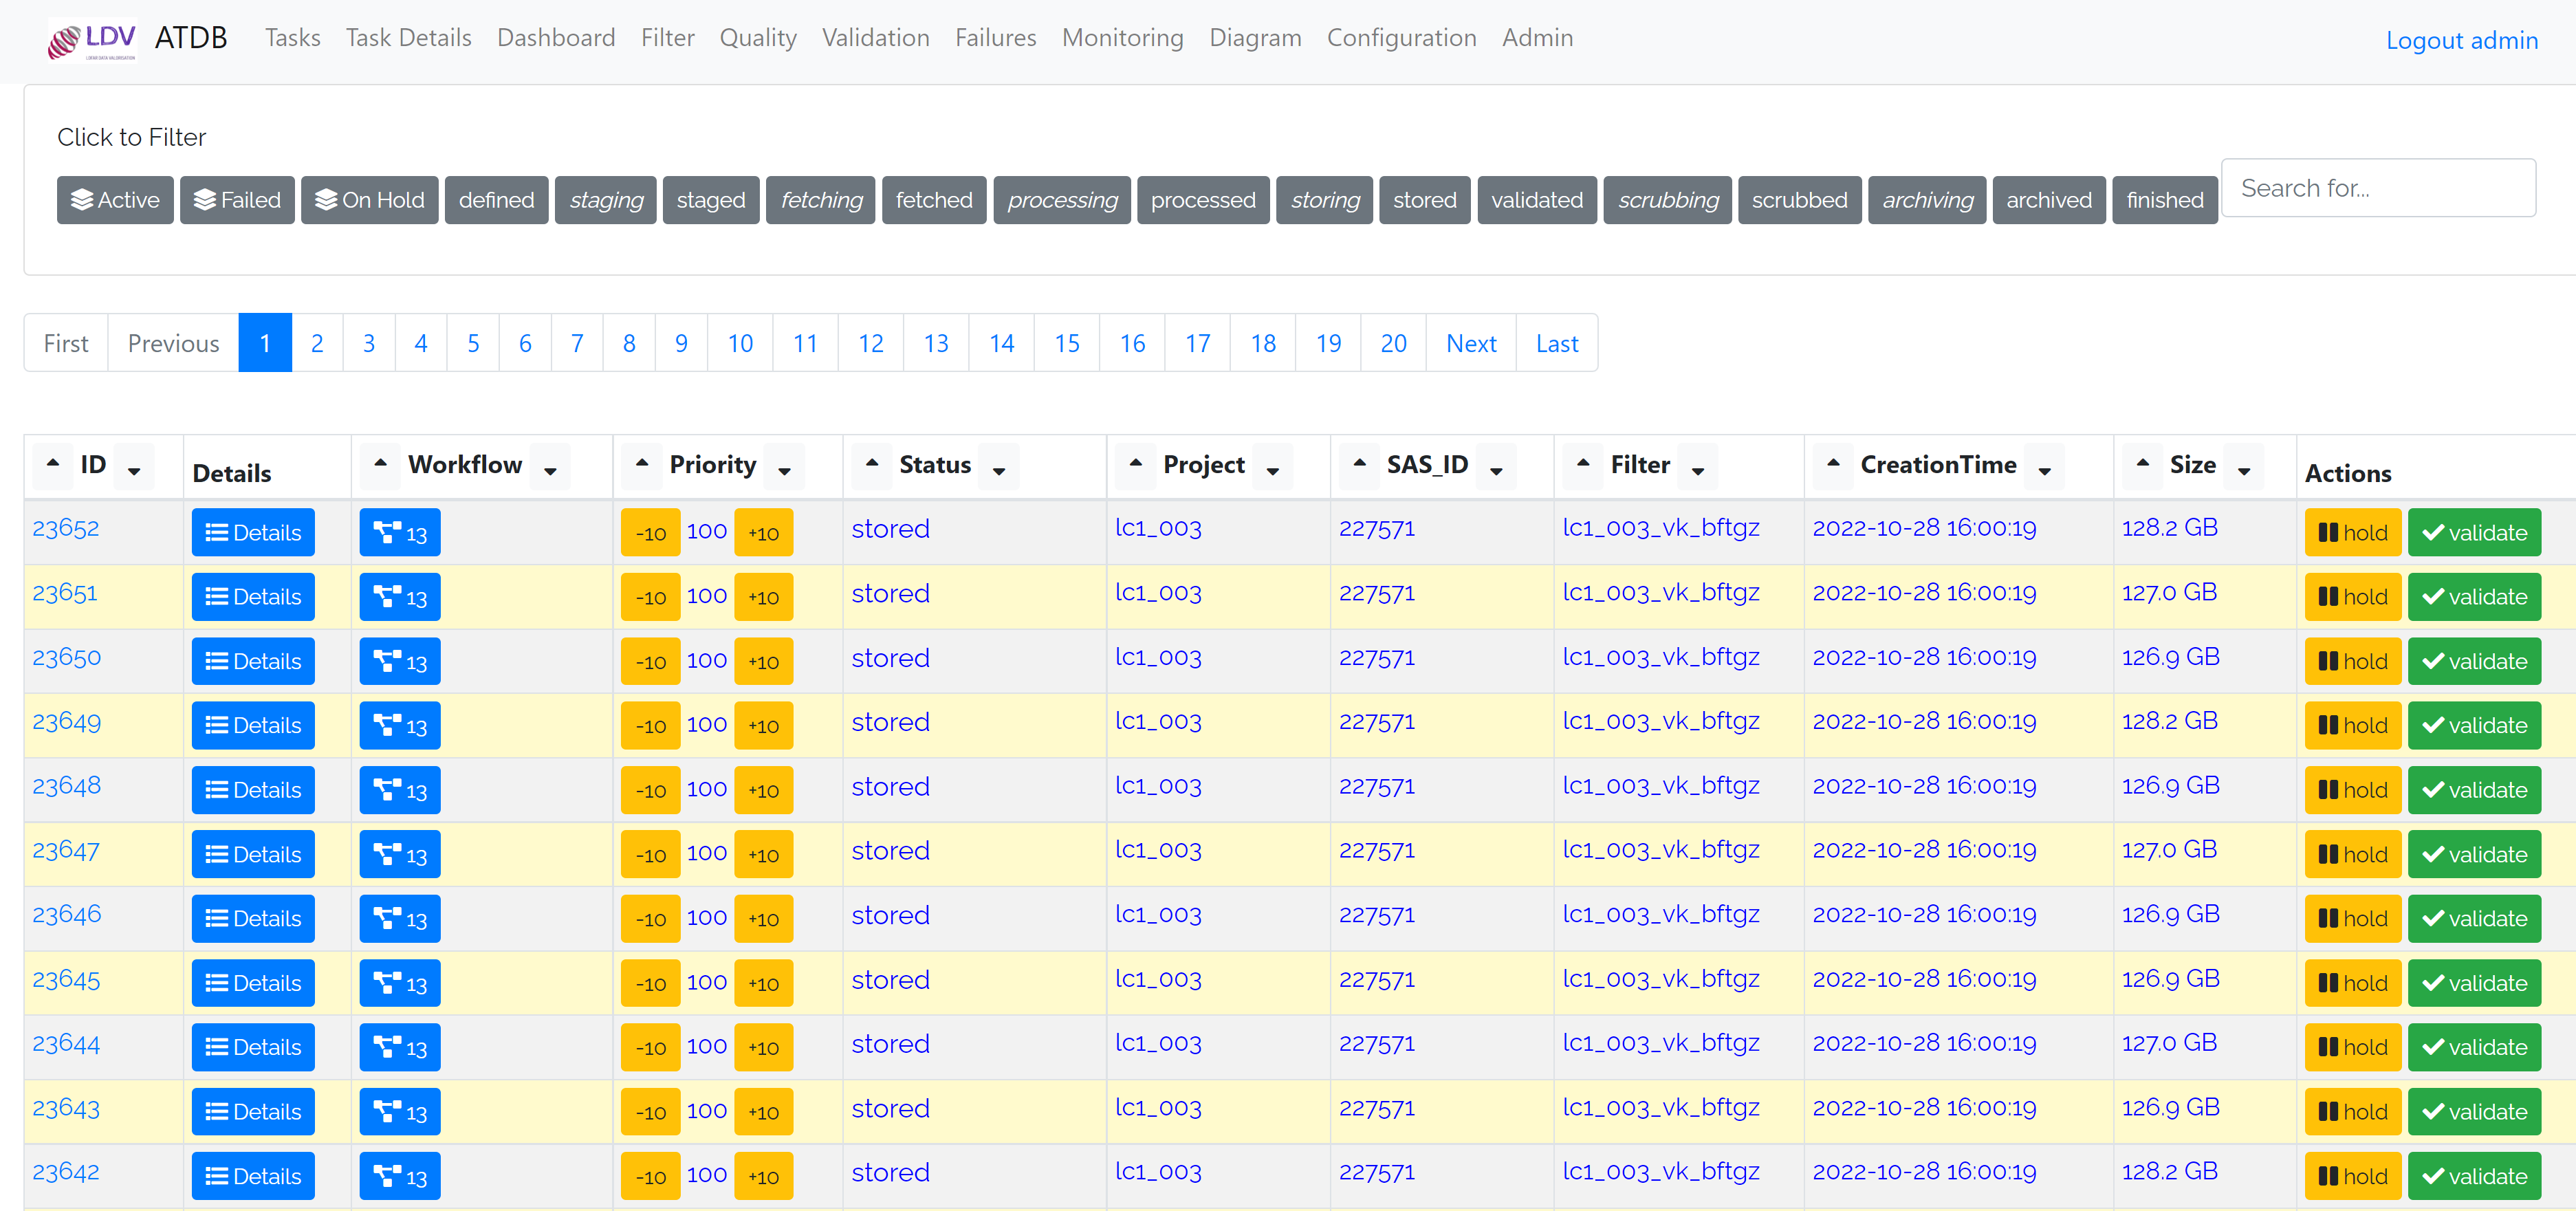 LDV ATDB Tasks Task Details Dashboard Filter Quality Validation Failures Monitoring Diagram Configuration Admin Logout admin
LOFAR DATA VALORISATION
Click to Filter
Active Failed On Hold defined staging staged fetching fetched processing processed storing stored validated scrubbing scrubbed archiving archived finished Search for...
First Previous 1 2 3 4 5 6 7 8 9 10 11 12 13 14 15 16 17 18 19 20 Next Last
ID Details Workflow Priority Status Project SAS_ID Filter CreationTime Size Actions
23652 Details 13 -10 100 +10 stored lc1_003 227571 lc1_003_vk_bftgz 2022-10-28 16:00:19 128.2 GB hold validate
23651 Details 13 -10 100 +10 stored lc1_003 227571 lc1_003_vk_bftgz 2022-10-28 16:00:19 127.0 GB hold validate
23650 Details 13 -10 100 +10 stored lc1_003 227571 lc1_003_vk_bftgz 2022-10-28 16:00:19 126.9 GB hold validate
23649 Details 13 -10 100 +10 stored lc1_003 227571 lc1_003_vk_bftgz 2022-10-28 16:00:19 128.2 GB hold validate
23648 Details 13 -10 100 +10 stored lc1_003 227571 lc1_003_vk_bftgz 2022-10-28 16:00:19 126.9 GB hold validate
23647 Details 13 -10 100 +10 stored lc1_003 227571 lc1_003_vk_bftgz 2022-10-28 16:00:19 127.0 GB hold validate
23646 Details 13 -10 100 +10 stored lc1_003 227571 lc1_003_vk_bftgz 2022-10-28 16:00:19 126.9 GB hold validate
23645 Details 13 -10 100 +10 stored lc1_003 227571 lc1_003_vk_bftgz 2022-10-28 16:00:19 126.9 GB hold validate
23644 Details 13 -10 100 +10 stored lc1_003 227571 lc1_003_vk_bftgz 2022-10-28 16:00:19 127.0 GB hold validate
23643 Details 13 -10 100 +10 stored lc1_003 227571 lc1_003_vk_bftgz 2022-10-28 16:00:19 126.9 GB hold validate
23642 Details 13 -10 100 +10 stored lc1_003 227571 lc1_003_vk_bftgz 2022-10-28 16:00:19 128.2 GB hold validate